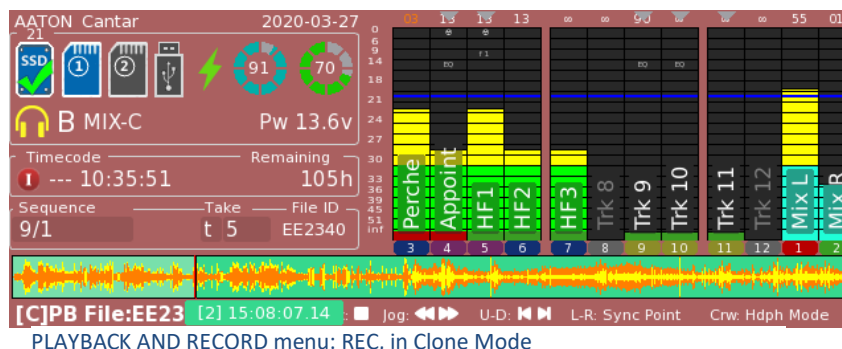 AATON Cantar 2020-03-27
21
SSD 1 2 91 70
B MIX-C Pw 13.6v
Timecode Remaining
I --- 10:35:51 105h
Sequence Take File ID
9/1 t 5 EE2340
03 13 13 13 ∞ ∞ 90 ∞ ∞ ∞ 55 01
0
6
9
14
18
21
24
27
30
33
36
39
45
51
inf
EQ EQ EQ
Perche Appoint HF1 HF2 HF3 Trk 8 Trk 9 Trk 10 Trk 11 Trk 12 Mix L Mix R
3 4 5 6 7 8 9 10 11 12 1 2
[C]PB File:EE23 [2] 15:08:07.14 : Jog: U-D: L-R: Sync Point Crw: Hdph Mode
PLAYBACK AND RECORD menu: REC. in Clone Mode